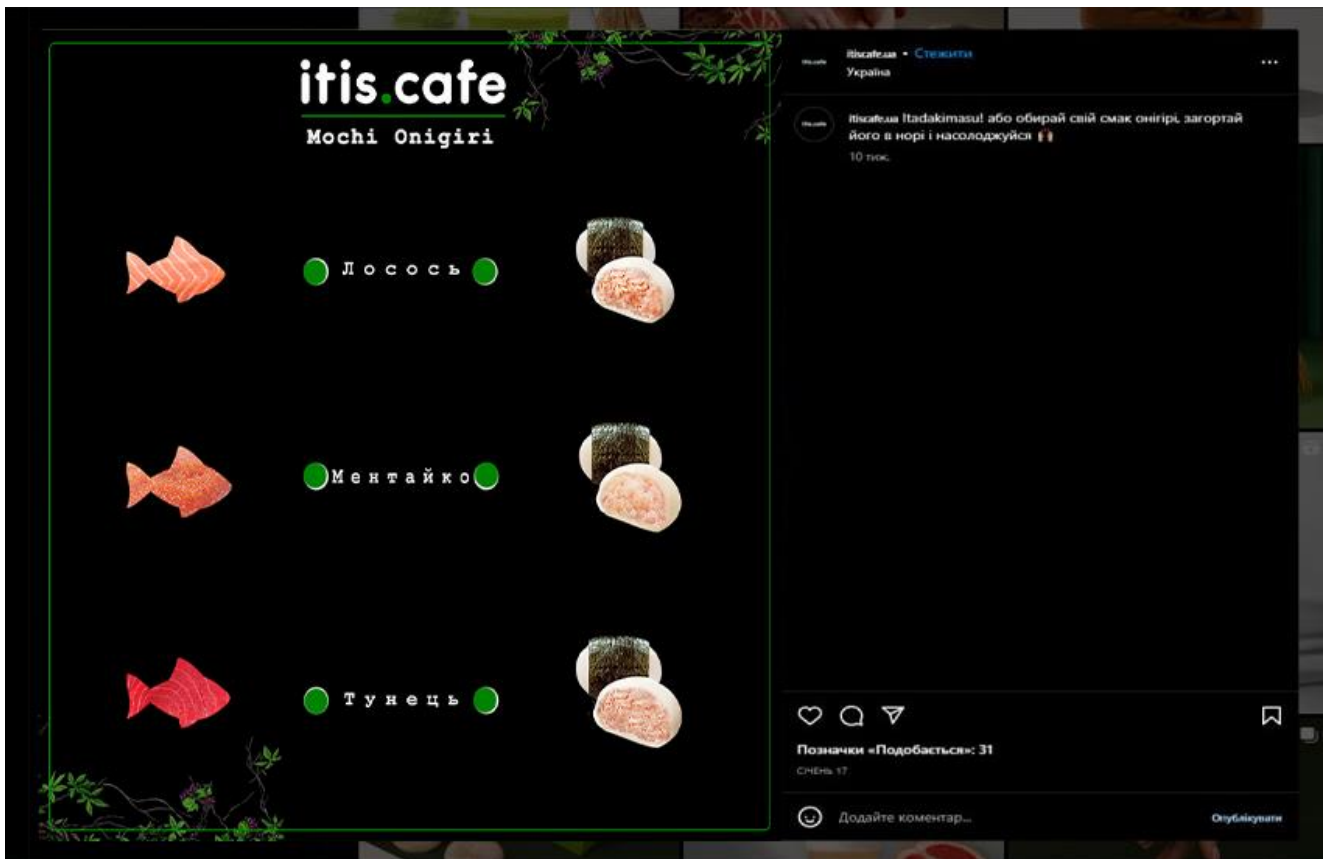 itis.cafe
Mochi Onigiri
Лосось
Ментайко
Тунець
itiscafe.ua • Стежити
Україна
itiscafe.ua Itadakimasu! або обирай свій смак онігірі, загортай
його в норі і насолоджуйся
10 тиж.
Позначки «Подобається»: 31
СІЧЕНЬ 17
Додайте коментар...
Опублікувати